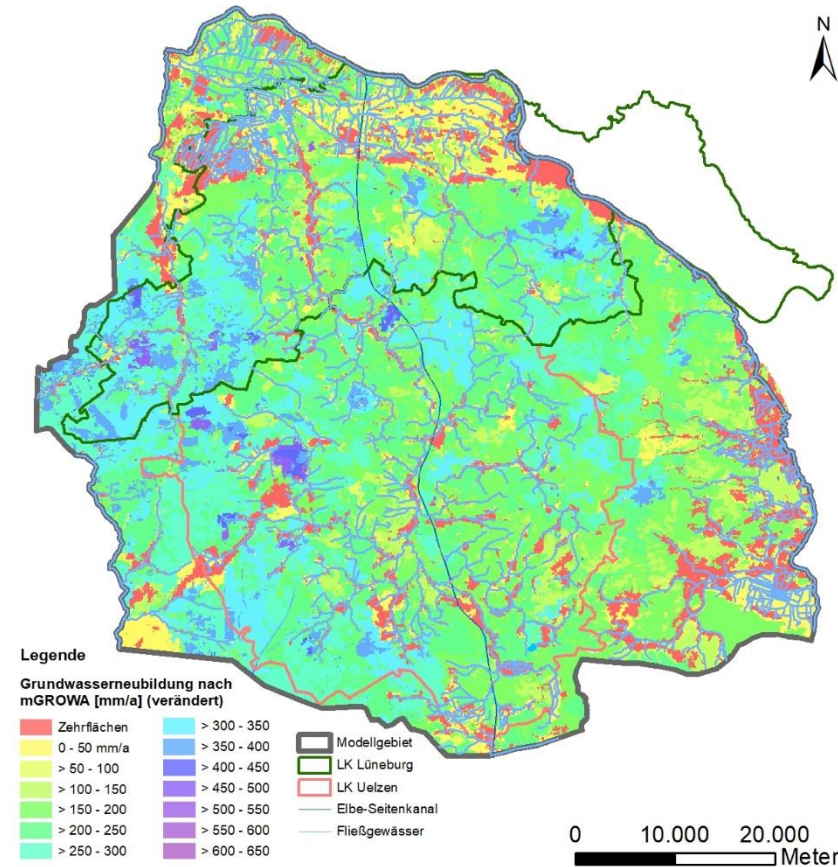 N
Legende
Grundwasserneubildung nach
mGROWA [mm/a] (verändert)
Zehrflächen
0 - 50 mm/a
> 50 - 100
> 100 - 150
> 150 - 200
> 200 - 250
> 250 - 300
> 300 - 350
> 350 - 400
> 400 - 450
> 450 - 500
> 500 - 550
> 550 - 600
> 600 - 650
Modellgebiet
LK Lüneburg
LK Uelzen
Elbe-Seitenkanal
Fließgewässer
0 10.000 20.000
Meter